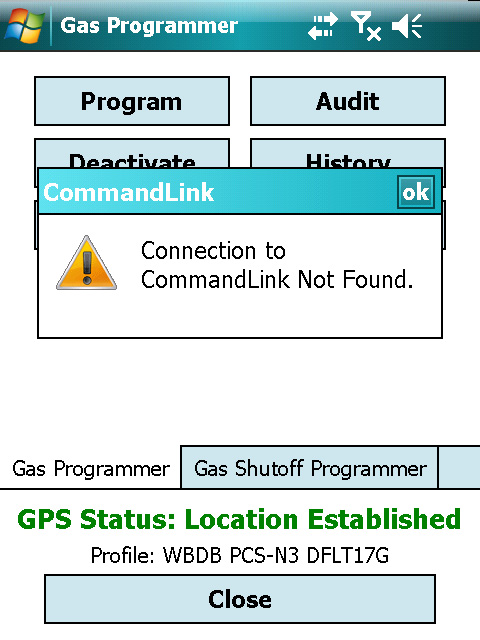 Gas Programmer
Program
Audit
Deactivate
History
CommandLink
ok
Connection to
CommandLink Not Found.
Gas Programmer
Gas Shutoff Programmer
GPS Status: Location Established
Profile: WBDB PCS-N3 DFLT17G
Close